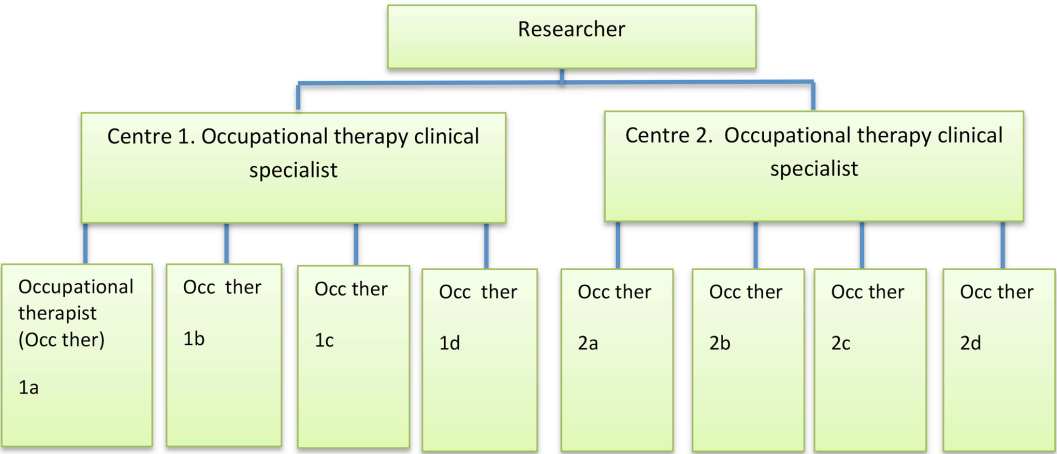 Researcher
Centre 1. Occupational therapy clinical
specialist
Centre 2.  Occupational therapy clinical
specialist
Occupational
therapist
(Occ ther)
1a
Occ  ther
1b
Occ ther
1c
Occ  ther
1d
Occ ther
2a
Occ ther
2b
Occ ther
2c
Occ ther
2d